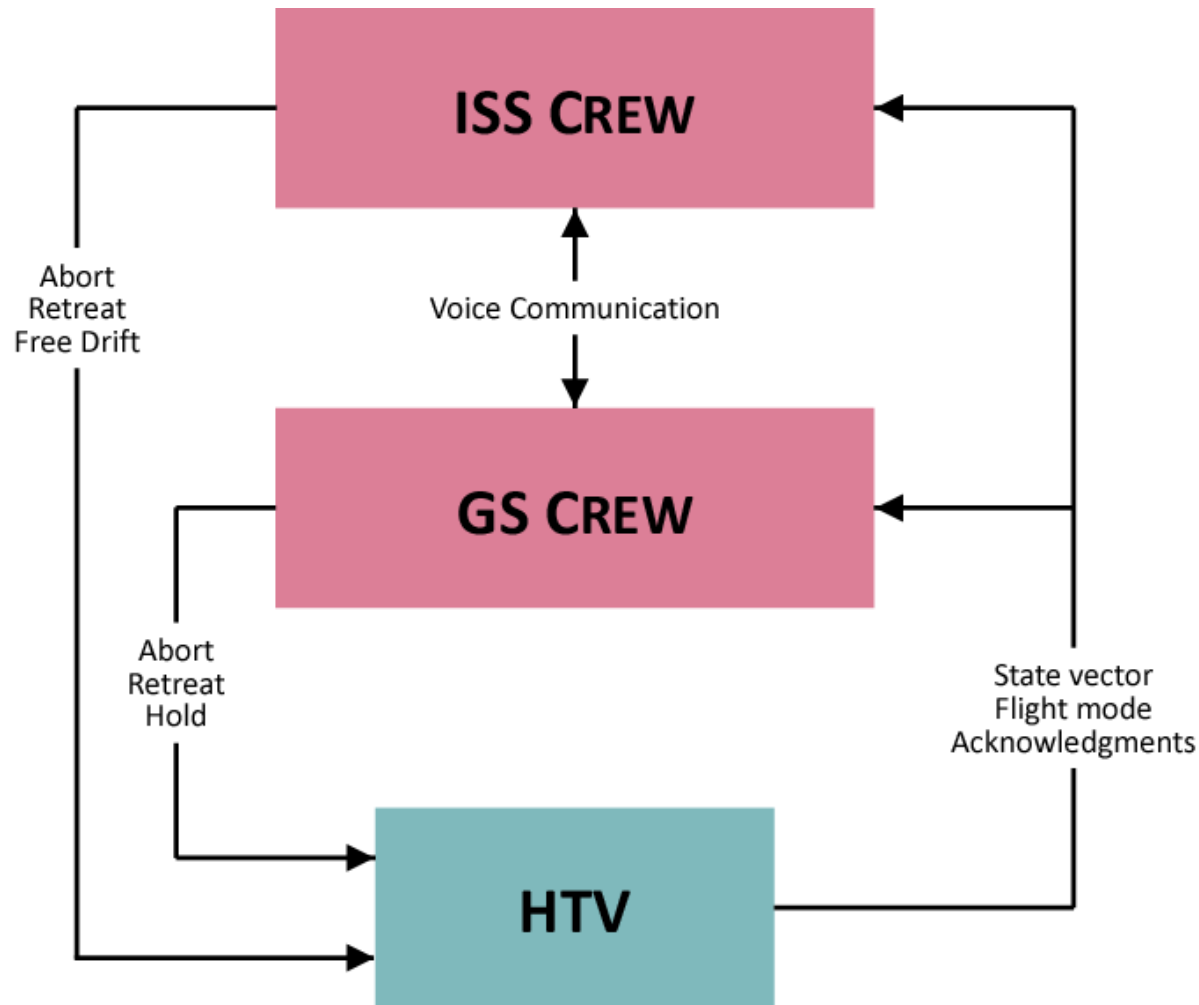 ISS CREW
Abort
Retreat
Free Drift
Voice Communication
GS CREW
Abort
Retreat
Hold
State vector
Flight mode
Acknowledgments
HTV